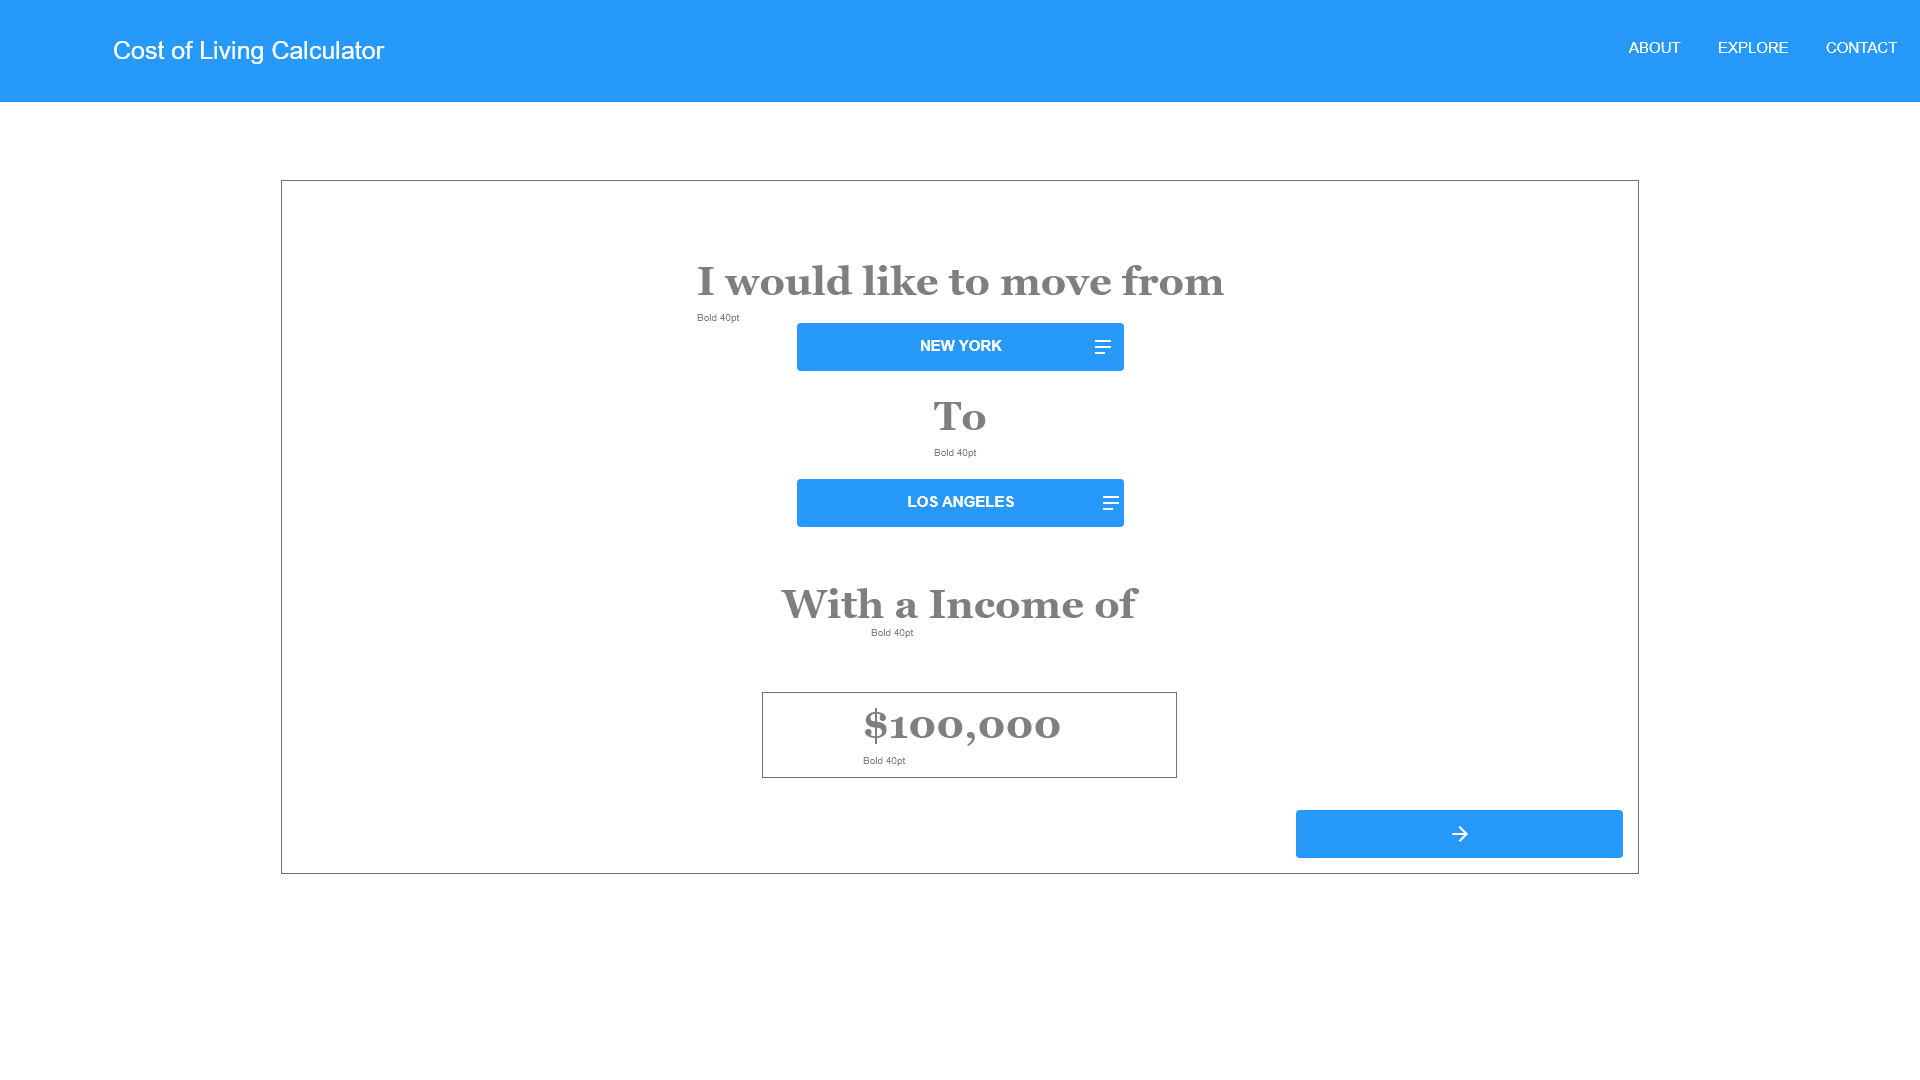 Cost of Living Calculator
ABOUT EXPLORE CONTACT
I would like to move from
Bold 40pt
NEW YORK
To
Bold 40pt
LOS ANGELES
With a Income of
Bold 40pt
$100,000
Bold 40pt